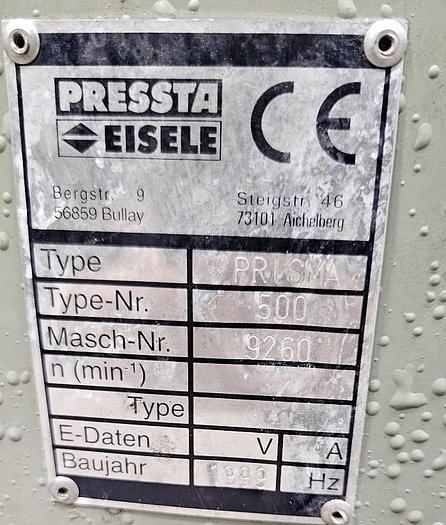 PRESSTA
EISELE
CE
Bergstr. 9
56859 Bullay
Steigstr. 46
73101 Aichelberg
Type PRISMA
Type-Nr. 500
Masch-Nr. 9260
n (min-¹)
Type
E-Daten V A
Baujahr 1999 Hz